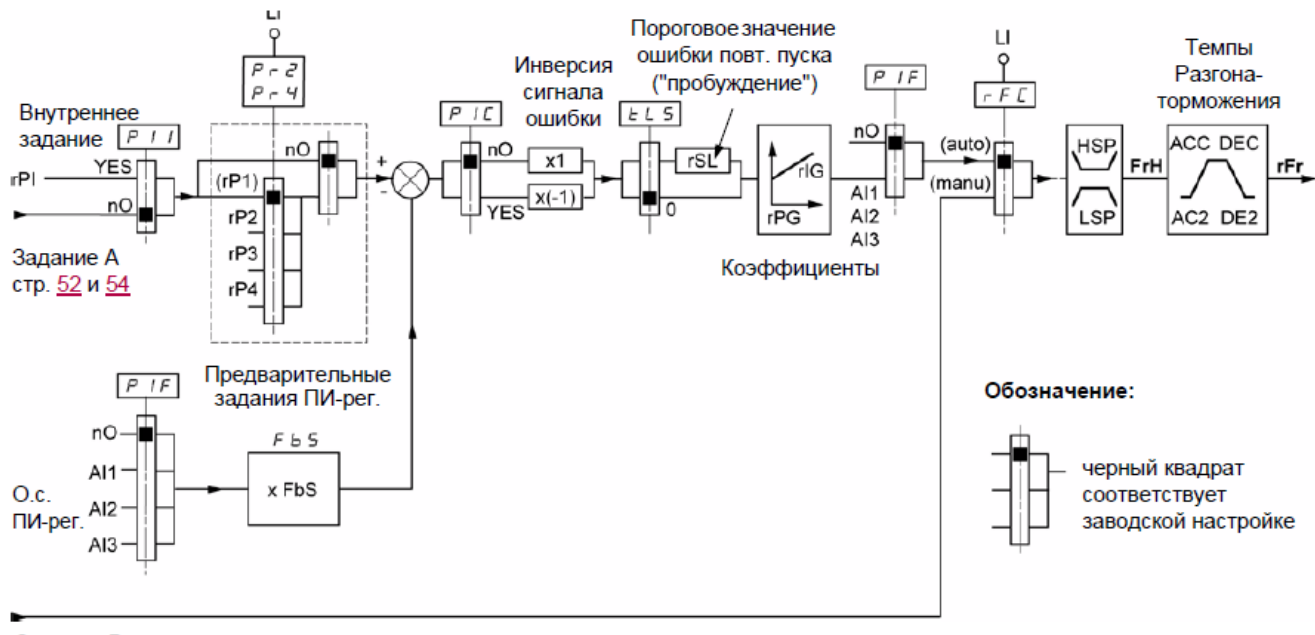 LI
Pr2
Pr4
Внутреннее
задание
PII
YES
rPI
nO
Задание A
стр. 52 и 54
(rP1)
rP2
rP3
rP4
nO
Предварительные
задания ПИ-рег.
+
-
PIC
nO
YES
Инверсия
сигнала
ошибки
x1
x(-1)
tLS
0
Пороговое значение
ошибки повт. пуска
("пробуждение")
rSL
rIG
rPG
Коэффициенты
PIF
nO
AI1
AI2
AI3
LI
rFC
(auto)
(manu)
HSP
LSP
FrH
Темпы
Разгона-
торможения
ACC DEC
AC2 DE2
rFr
PIF
nO
AI1
AI2
AI3
О.с.
ПИ-рег.
FbS
x FbS
Обозначение:
черный квадрат
соответствует
заводской настройке